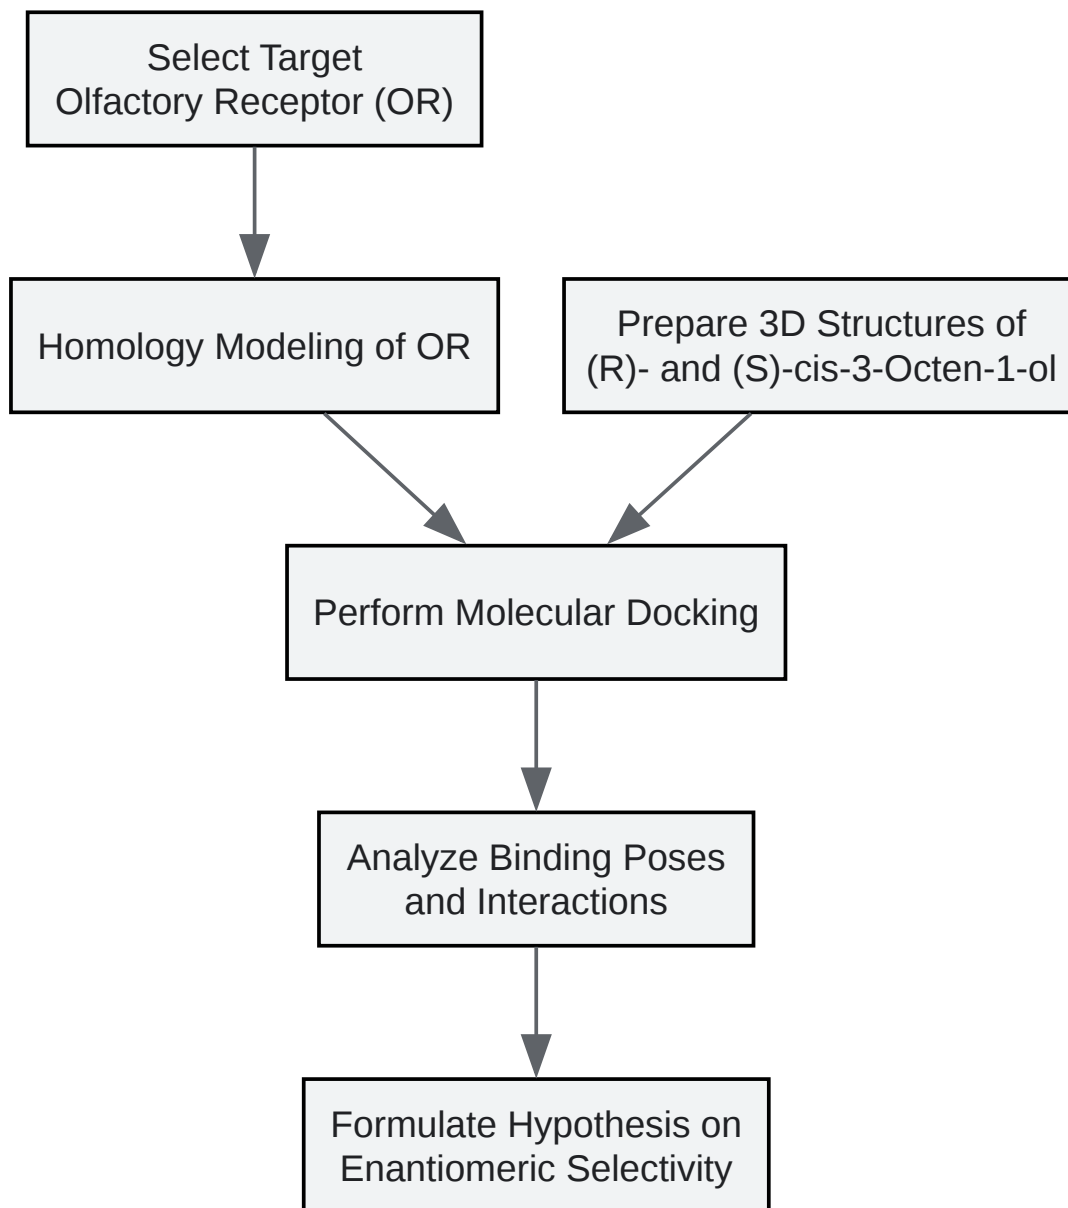 Select Target
Olfactory Receptor (OR)
Homology Modeling of OR
Prepare 3D Structures of
(R)- and (S)-cis-3-Octen-1-ol
Perform Molecular Docking
Analyze Binding Poses
and Interactions
Formulate Hypothesis on
Enantiomeric Selectivity